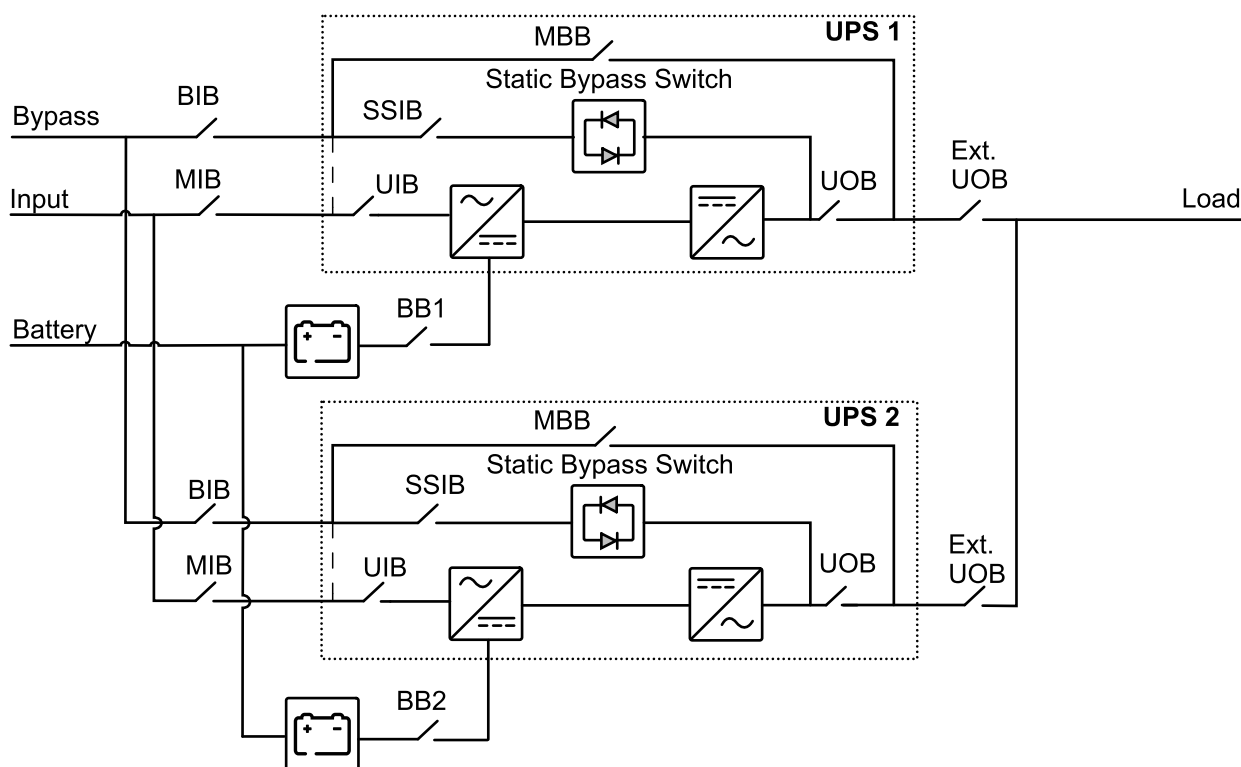 UPS 1
MBB
Static Bypass Switch
BIB
Bypass
SSIB
Ext.
UOB
MIB
Input
UIB
UOB
Load
BB1
Battery
+ -
UPS 2
MBB
Static Bypass Switch
BIB
SSIB
Ext.
UOB
MIB
UIB
UOB
BB2
+ -